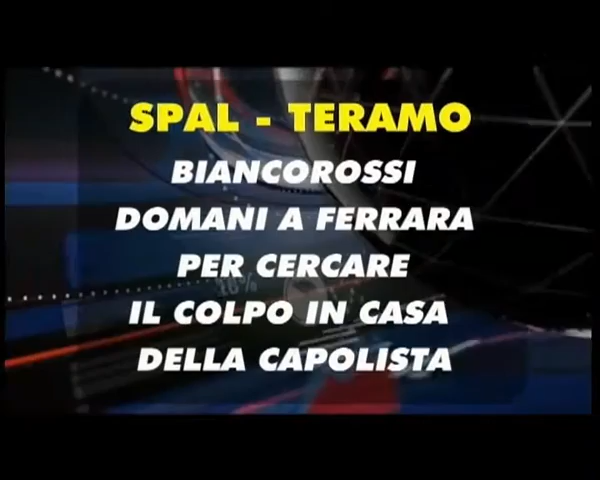 SPAL - TERAMO
BIANCOROSSI
DOMANI A FERRARA
PER CERCARE
IL COLPO IN CASA
DELLA CAPOLISTA